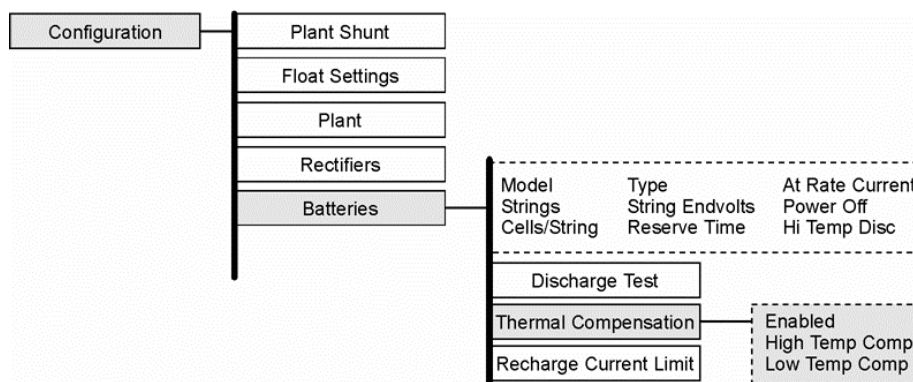 Configuration
Plant Shunt
Float Settings
Plant
Rectifiers
Batteries
Model Type At Rate Current
Strings String Endvolts Power Off
Cells/String Reserve Time Hi Temp Disc
Discharge Test
Thermal Compensation
Enabled
High Temp Comp
Low Temp Comp
Recharge Current Limit